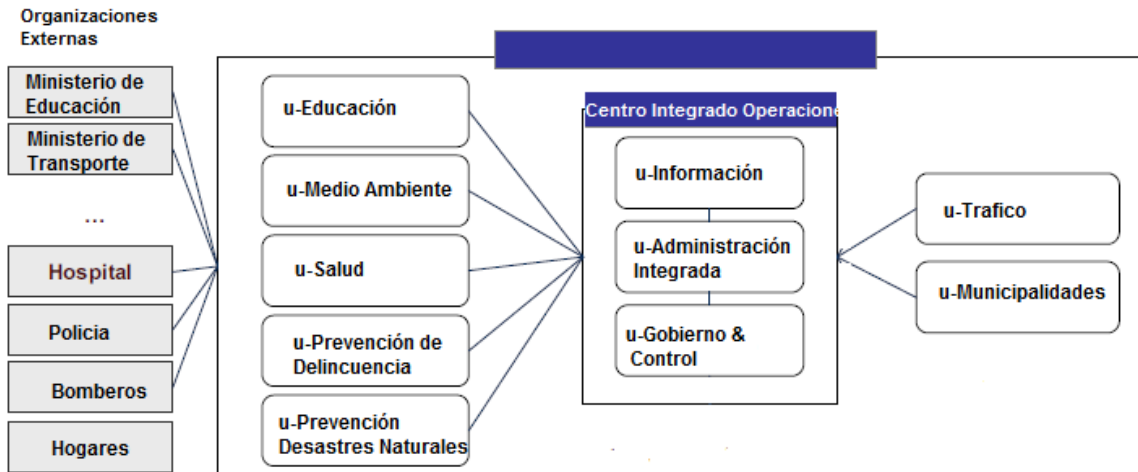 Organizaciones
Externas
Ministerio de
Educación
Ministerio de
Transporte
...
Hospital
Policia
Bomberos
Hogares
u-Educación
u-Medio Ambiente
u-Salud
u-Prevención de
Delincuencia
u-Prevención
Desastres Naturales
Centro Integrado Operacione
u-Información
u-Administración
Integrada
u-Gobierno &
Control
u-Trafico
u-Municipalidades